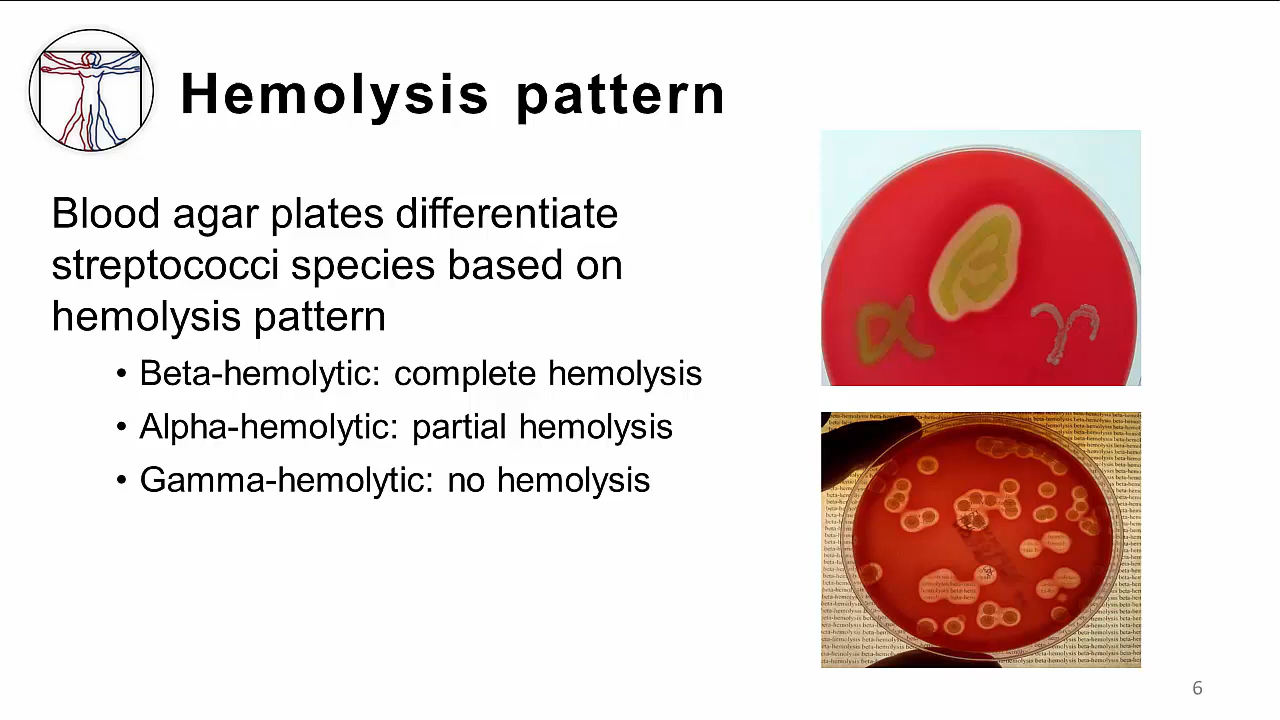 Hemolysis pattern
Blood agar plates differentiate
streptococci species based on
hemolysis pattern
• Beta-hemolytic: complete hemolysis
• Alpha-hemolytic: partial hemolysis
• Gamma-hemolytic: no hemolysis
β
α
γ
6